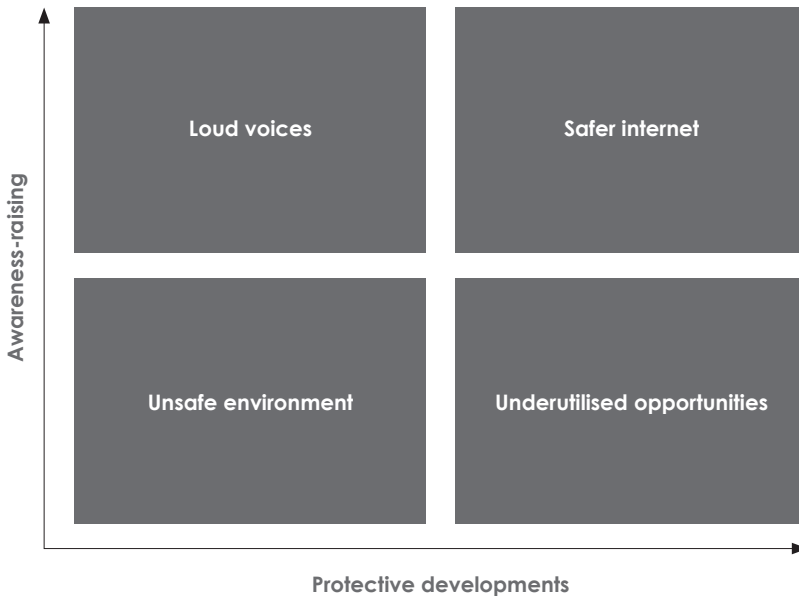 Loud voices
Safer internet
Awareness-raising
Unsafe environment
Underutilised opportunities
Protective developments